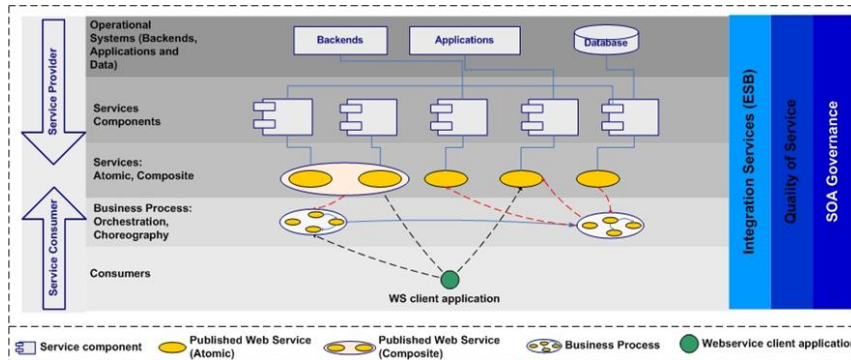 Operational
Systems (Backends,
Applications and
Data)
Backends
Applications
Database
Service Provider
Services
Components
Services:
Atomic, Composite
Business Process:
Orchestration,
Choreography
Service Consumer
Consumers
WS client application
Integration Services (ESB)
Quality of Service
SOA Governance
Service component
Published Web Service
(Atomic)
Published Web Service
(Composite)
Business Process
Webservice client application